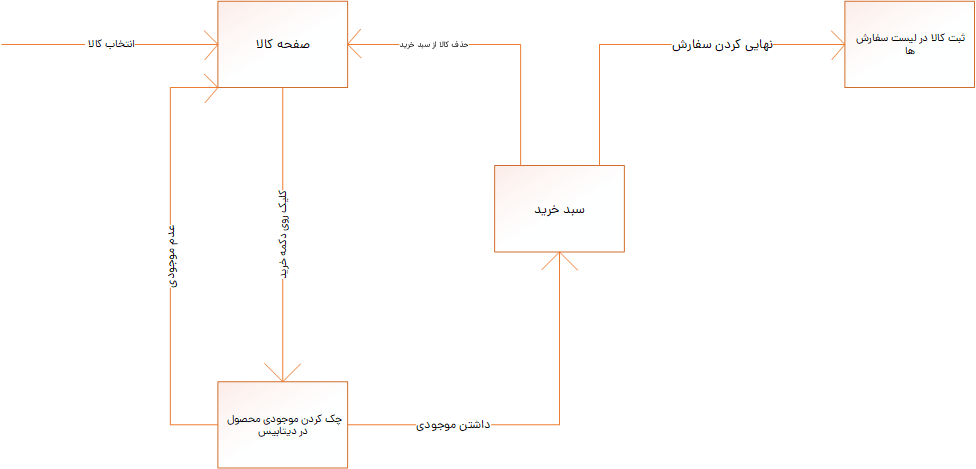 انتخاب کالا
صفحه کالا
حذف کالا از سبد خرید
نهایی کردن سفارش
ثبت کالا در لیست سفارش
ها
عدم موجودی
کلیک روی دکمه خرید
سبد خرید
چک کردن موجودی محصول
در دیتابیس
داشتن موجودی